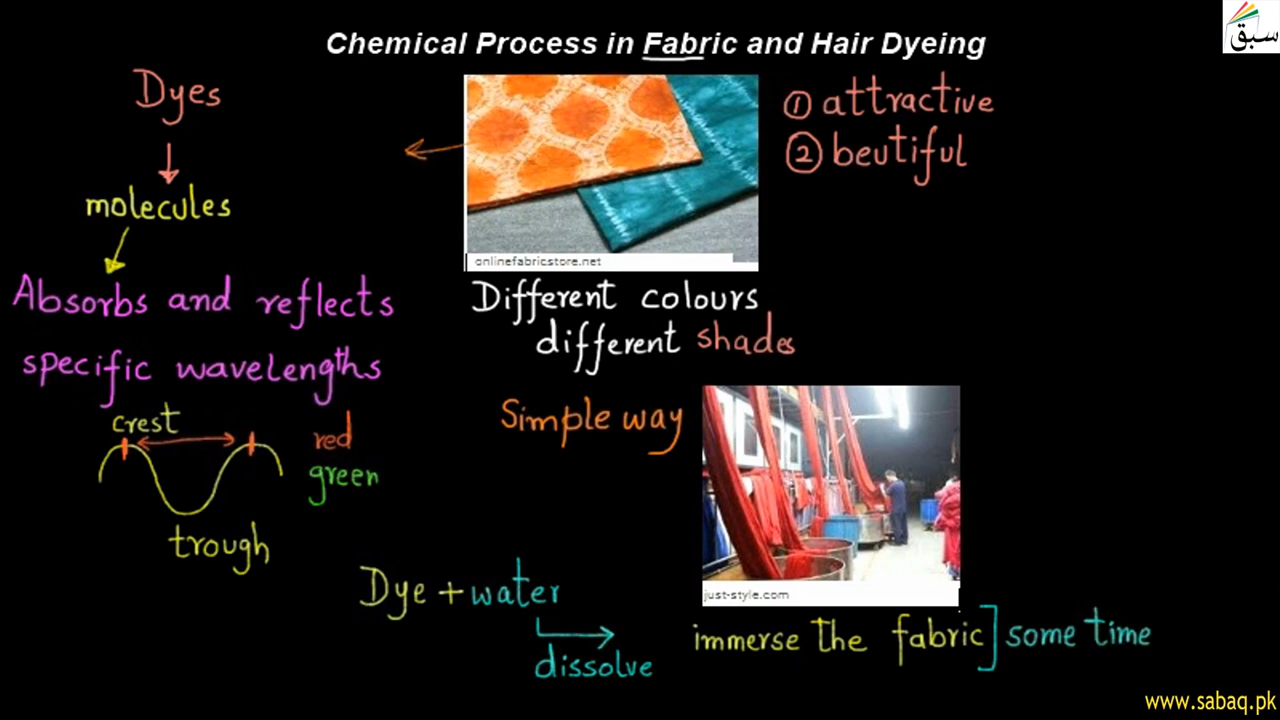 سبق
Chemical Process in Fabric and Hair Dyeing
Dyes
molecules
Absorbs and reflects
specific wavelengths
crest
red
green
trough
onlinefabricstore.net
① attractive
② beutiful
Different colours
different shades
Simple way
just-style.com
Dye + water
dissolve
immerse the fabric] some time
www.sabaq.pk